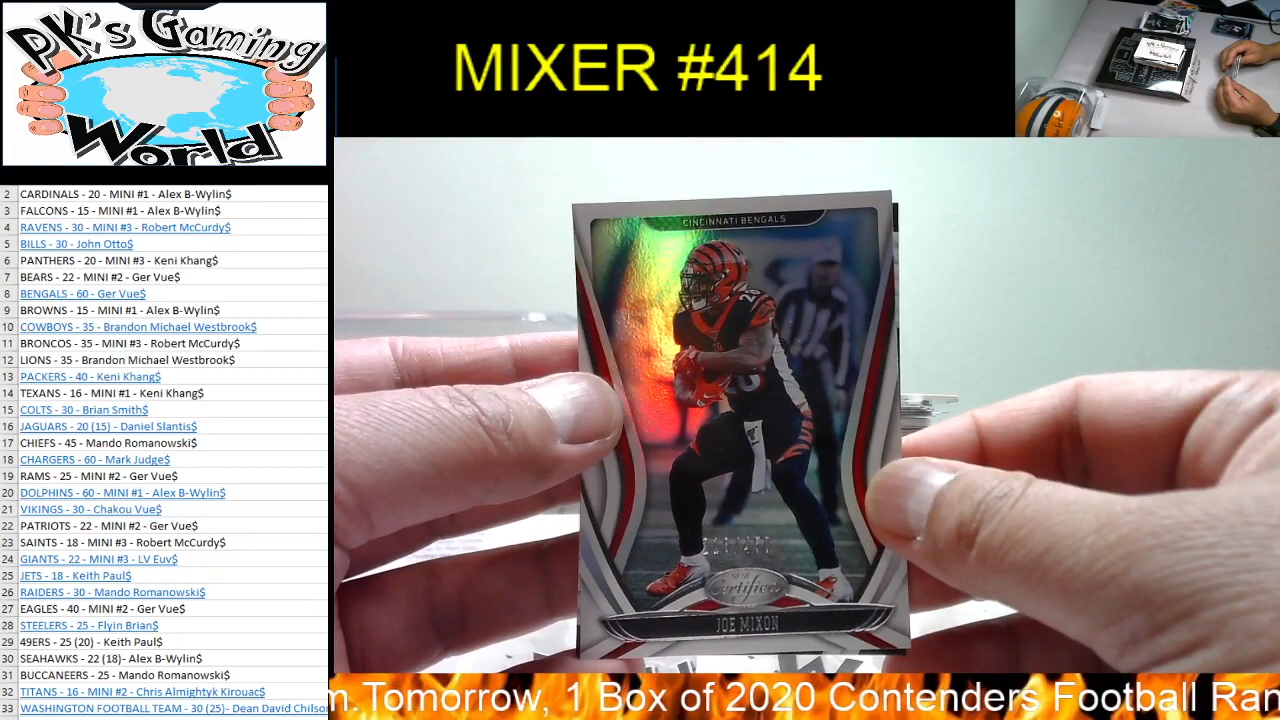 PK's Gaming
World
MIXER #414
2 CARDINALS - 20 - MINI #1 - Alex B-Wylin$
3 FALCONS - 15 - MINI #1 - Alex B-Wylin$
4 RAVENS - 30 - MINI #3 - Robert McCurdy$
5 BILLS - 30 - John Otto$
6 PANTHERS - 20 - MINI #3 - Keni Khang$
7 BEARS - 22 - MINI #2 - Ger Vue$
8 BENGALS - 60 - Ger Vue$
9 BROWNS - 15 - MINI #1 - Alex B-Wylin$
10 COWBOYS - 35 - Brandon Michael Westbrook$
11 BRONCOS - 35 - MINI #3 - Robert McCurdy$
12 LIONS - 35 - Brandon Michael Westbrook$
13 PACKERS - 40 - Keni Khang$
14 TEXANS - 16 - MINI #1 - Keni Khang$
15 COLTS - 30 - Brian Smith$
16 JAGUARS - 20 (15) - Daniel Slantis$
17 CHIEFS - 45 - Mando Romanowski$
18 CHARGERS - 60 - Mark Judge$
19 RAMS - 25 - MINI #2 - Ger Vue$
20 DOLPHINS - 60 - MINI #1 - Alex B-Wylin$
21 VIKINGS - 30 - Chakou Vue$
22 PATRIOTS - 22 - MINI #2 - Ger Vue$
23 SAINTS - 18 - MINI #3 - Robert McCurdy$
24 GIANTS - 22 - MINI #3 - LV Euv$
25 JETS - 18 - Keith Paul$
26 RAIDERS - 30 - Mando Romanowski$
27 EAGLES - 40 - MINI #2 - Ger Vue$
28 STEELERS - 25 - Flyin Brian$
29 49ERS - 25 (20) - Keith Paul$
30 SEAHAWKS - 22 (18)- Alex B-Wylin$
31 BUCCANEERS - 25 - Mando Romanowski$
32 TITANS - 16 - MINI #2 - Chris Almightyk Kirouac$
33 WASHINGTON FOOTBALL TEAM - 30 (25)- Dean David Chilson
CINCINNATI BENGALS
Certified
JOE MIXON
m.Tomorrow, 1 Box of 2020 Contenders Football Ran